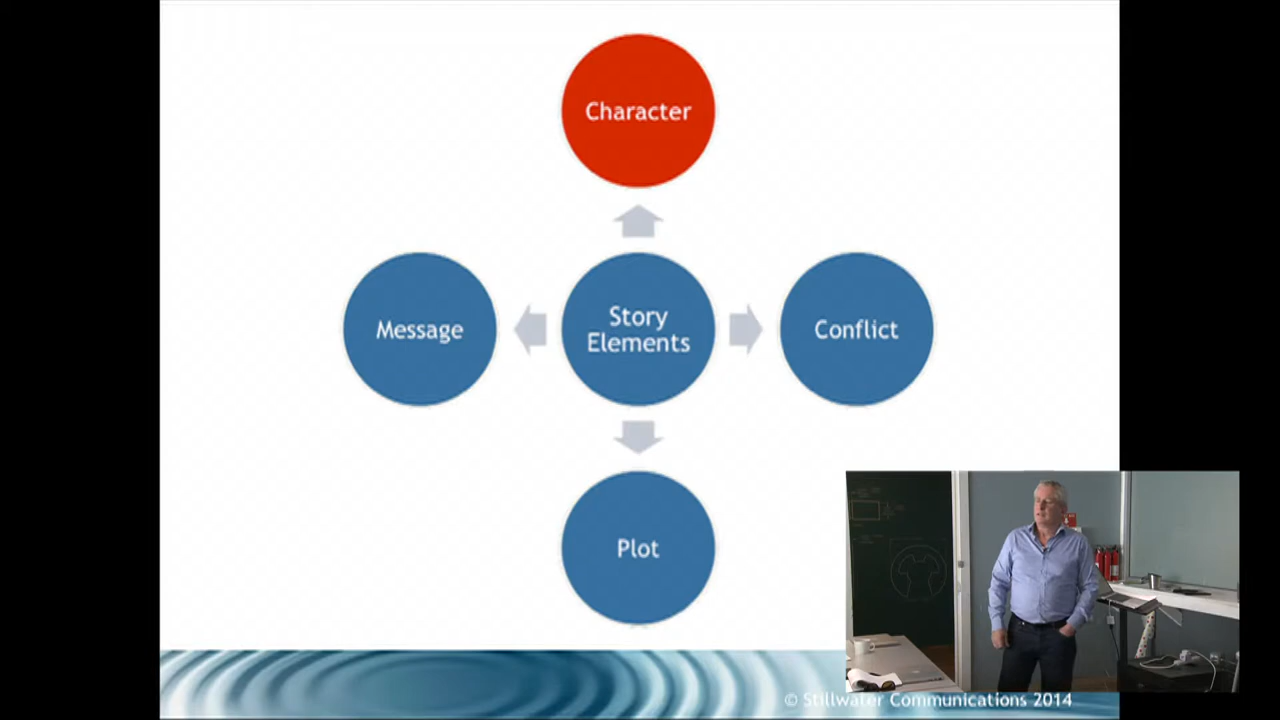 Character
Message
Story
Elements
Conflict
Plot
© Stillwater Communications 2014